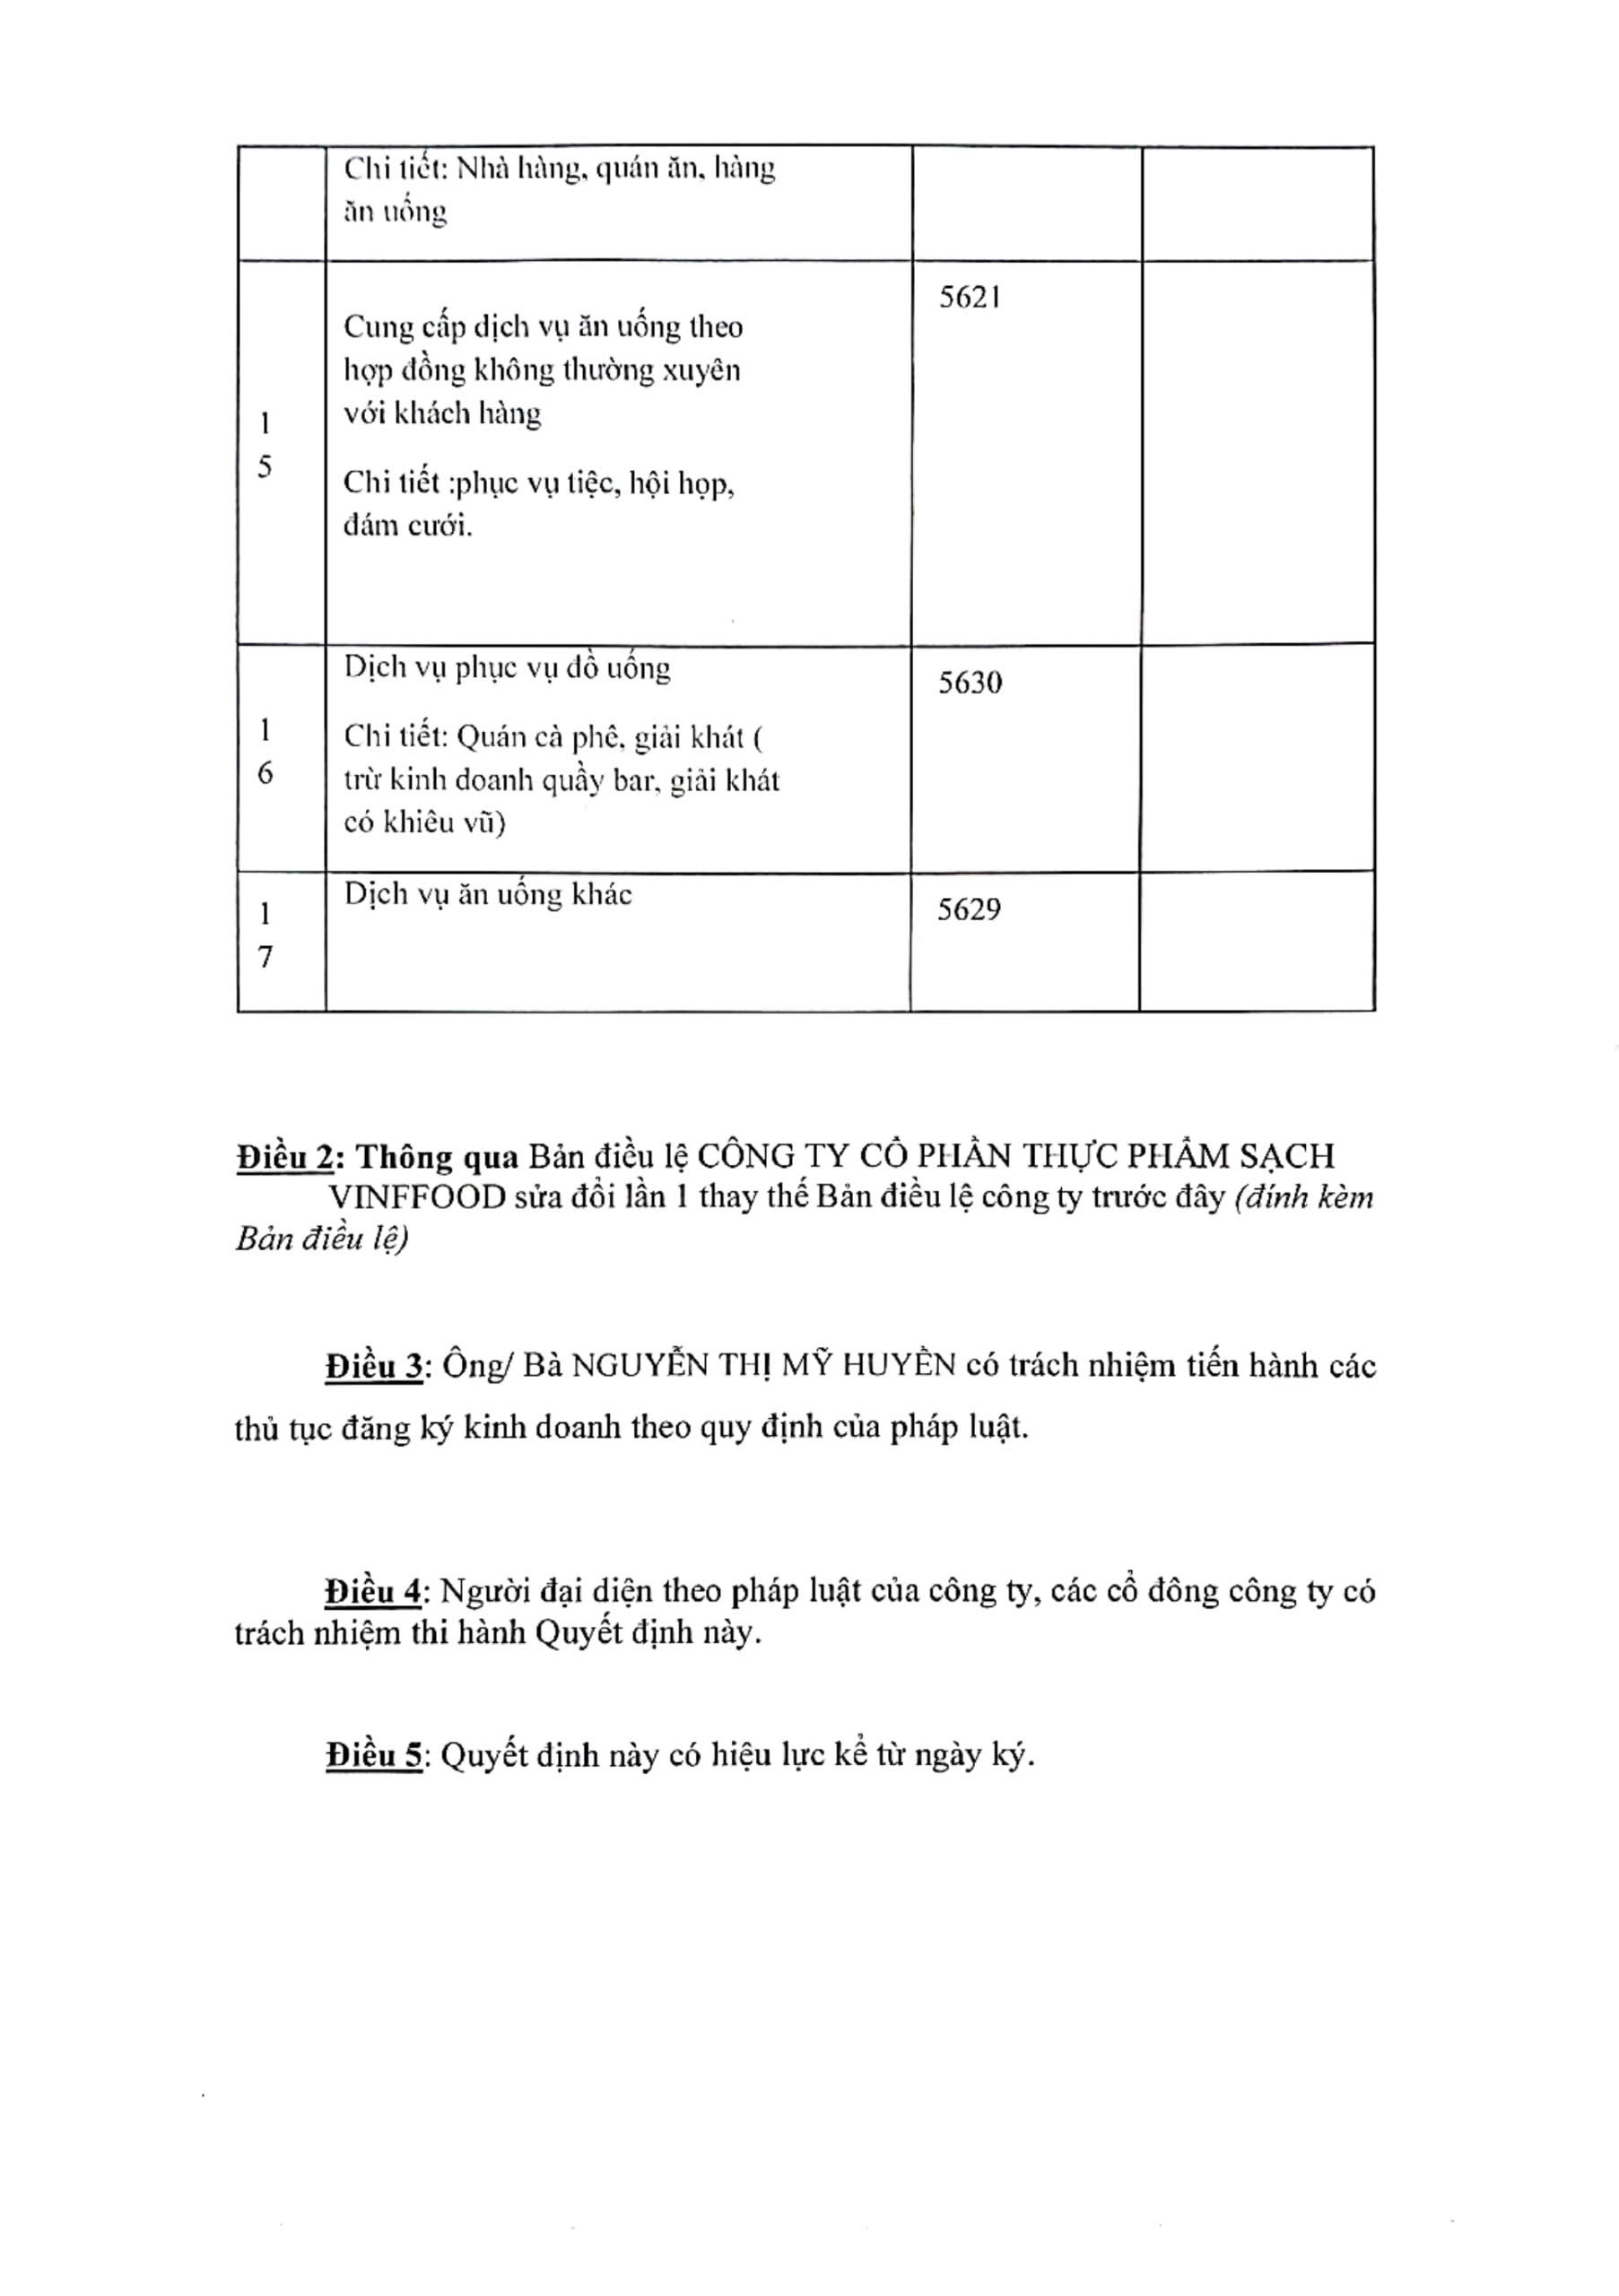 Chi tiết: Nhà hàng, quán ăn, hàng
ăn uống
1
5
Cung cấp dịch vụ ăn uống theo
hợp đồng không thường xuyên
với khách hàng
Chi tiết :phục vụ tiệc, hội họp,
đám cưới.
5621
1
6
Dịch vụ phục vụ đồ uống
Chi tiết: Quán cà phê, giải khát (
trừ kinh doanh quầy bar, giải khát
có khiêu vũ)
5630
1
7
Dịch vụ ăn uống khác
5629
Điều 2: Thông qua Bản điều lệ CÔNG TY CỔ PHẦN THỰC PHẨM SẠCH
VINFFOOD sửa đổi lần 1 thay thế Bản điều lệ công ty trước đây (đính kèm
Bản điều lệ)
Điều 3: Ông/ Bà NGUYỄN THỊ MỸ HUYỀN có trách nhiệm tiến hành các
thủ tục đăng ký kinh doanh theo quy định của pháp luật.
Điều 4: Người đại diện theo pháp luật của công ty, các cổ đông công ty có
trách nhiệm thi hành Quyết định này.
Điều 5: Quyết định này có hiệu lực kể từ ngày ký.